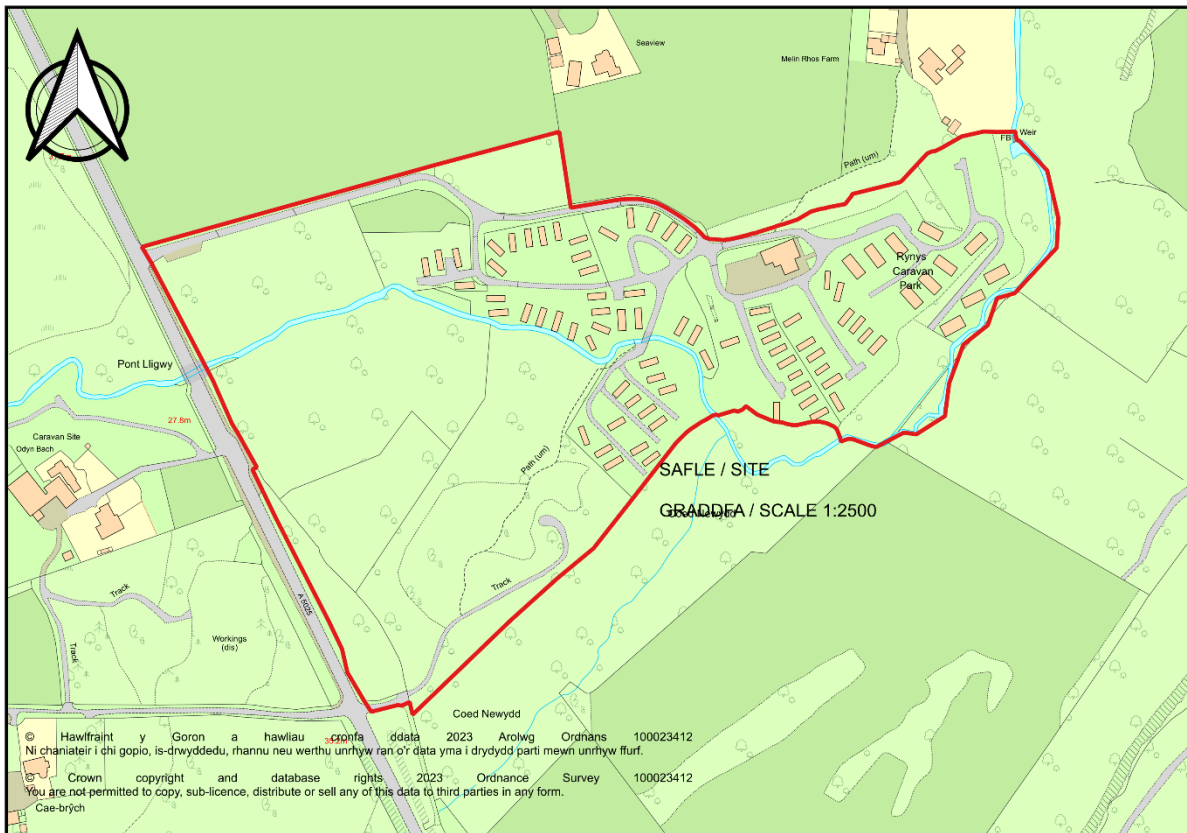 Seaview
Melin Rhos Farm
FB
Weir
Path (um)
Rynys
Caravan
Park
Pont Lligwy
27.8m
Caravan Site
Odyn Bach
Path (um)
SAFLE / SITE
GRADDFA / SCALE 1:2500
Coed Newydd
Track
Track
A 5025
Workings
(dis)
Track
Coed Newydd
© Hawlfraint y Goron a hawliau cronfa ddata 2023 Arolwg Ordnans 100023412
Ni chaniateir i chi gopio, is-drwyddedu, rhannu neu werthu unrhyw ran o'r data yma i drydydd parti mewn unrhyw ffurf.
© Crown copyright and database rights 2023 Ordnance Survey 100023412
You are not permitted to copy, sub-licence, distribute or sell any of this data to third parties in any form.
Cae-brŷch